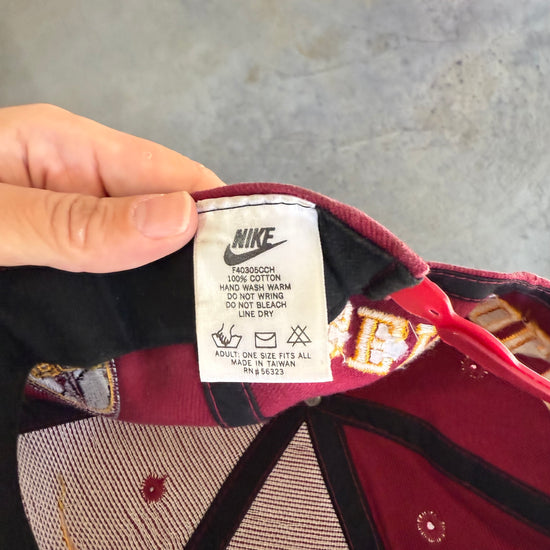 NIKE
F40305CCH
100% COTTON
HAND WASH WARM
DO NOT WRING
DO NOT BLEACH
LINE DRY
ADULT: ONE SIZE FITS ALL
MADE IN TAIWAN
RN# 56323